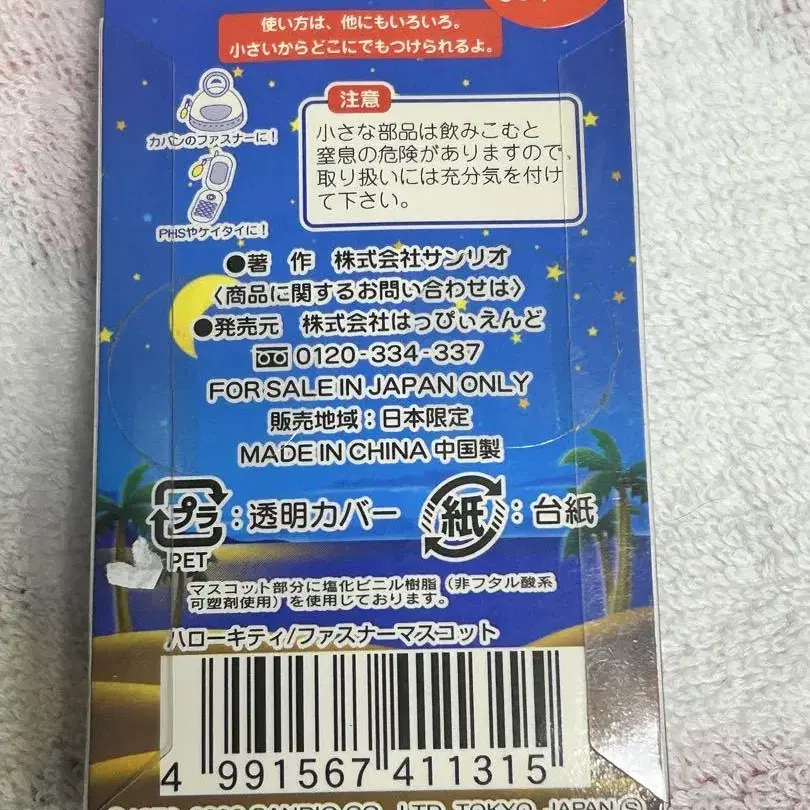 使い方は、他にもいろいろ。
小さいからどこにでもつけられるよ。
カバンのファスナーに!
PHSやケイタイに!
注意
小さな部品は飲みこむと
窒息の危険がありますので、
取り扱いには充分気を付け
て下さい。
●著 作 株式会社サンリオ
〈商品に関するお問い合わせは〉
●発売元 株式会社はっぴぃえんど
0120-334-337
FOR SALE IN JAPAN ONLY
販売地域:日本限定
MADE IN CHINA 中国製
プラ:透明カバー 紙:台紙
PET
マスコット部分に塩化ビニル樹脂(非フタル酸系
可塑剤使用)を使用しております。
ハローキティ/ファスナーマスコット
4 991567 411315
SANRIO CO., LTD. TOKYO, JAPAN (S)